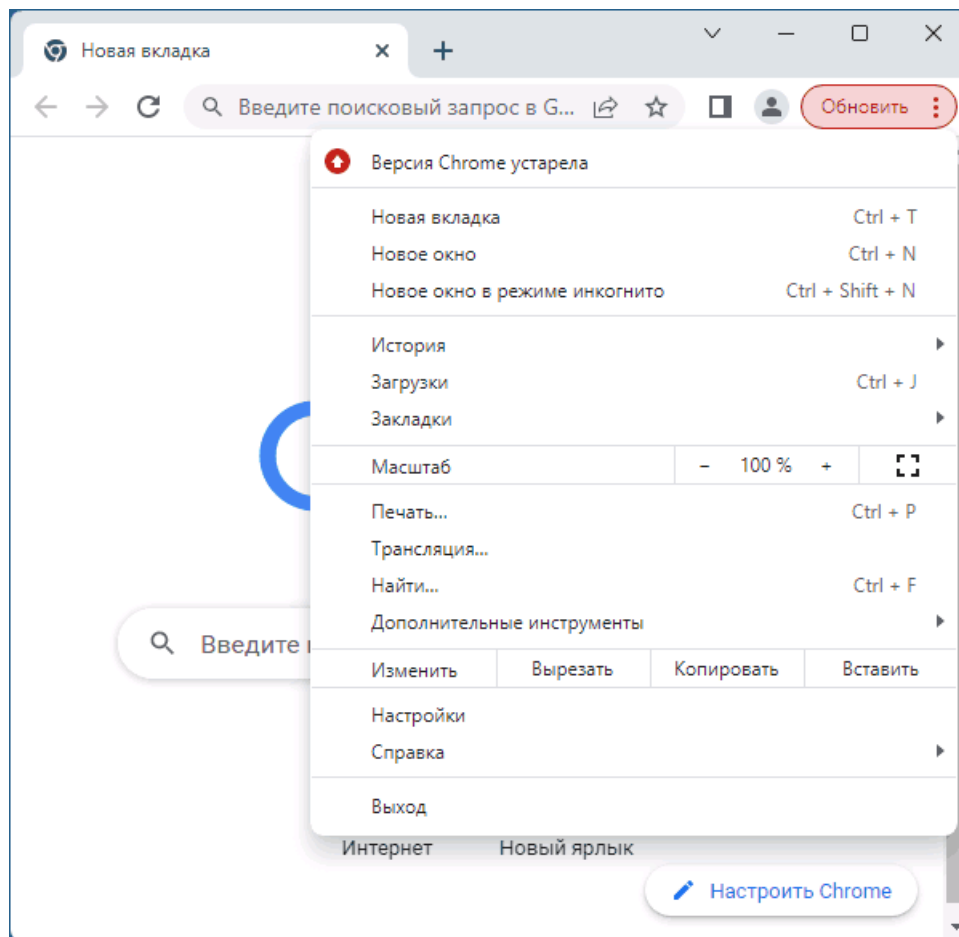 Новая вкладка
Введите поисковый запрос в G... Обновить
Версия Chrome устарела
Новая вкладка Ctrl + T
Новое окно Ctrl + N
Новое окно в режиме инкогнито Ctrl + Shift + N
История
Загрузки Ctrl + J
Закладки
Масштаб - 100 % +
Печать... Ctrl + P
Трансляция...
Найти... Ctrl + F
Дополнительные инструменты
Введите
Изменить Вырезать Копировать Вставить
Настройки
Справка
Выход
Интернет Новый ярлык
Настроить Chrome